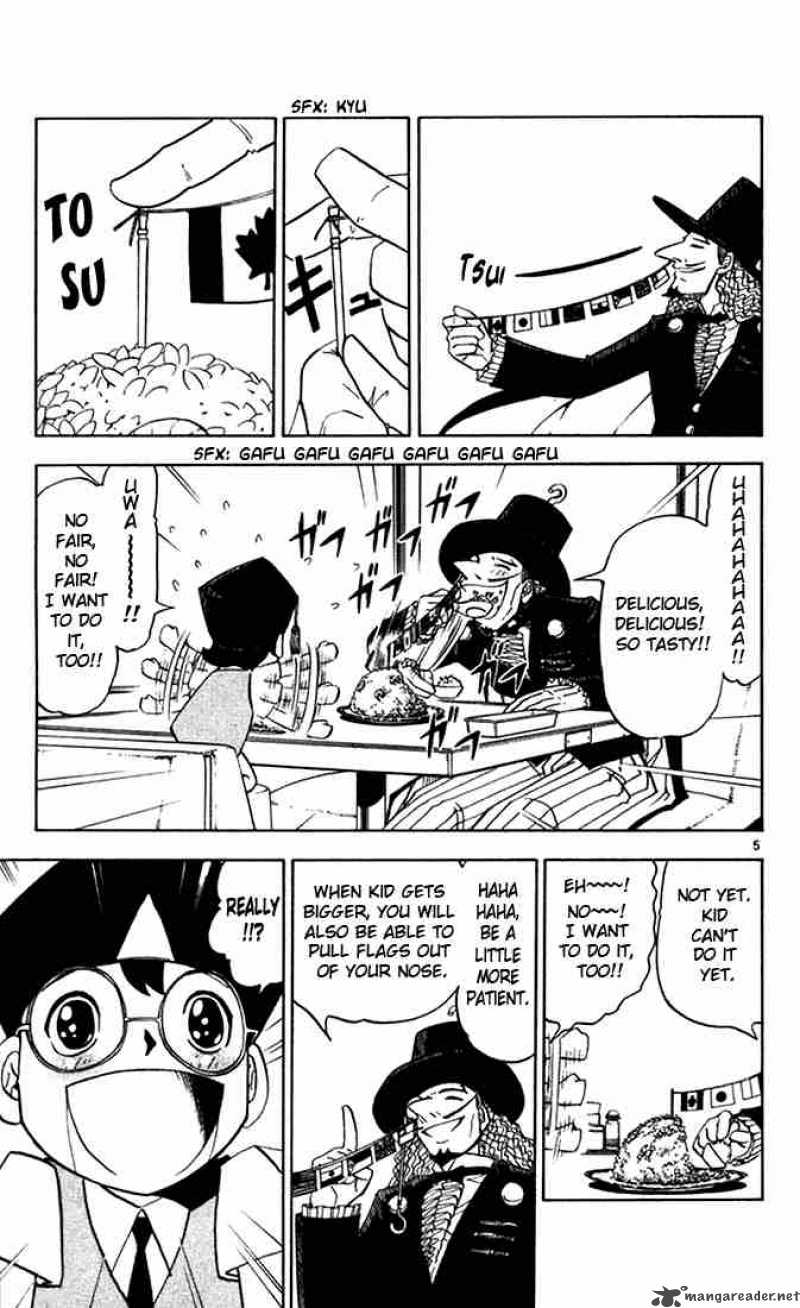 SFX: KYU
TSUI
キュ
TO
SU
SFX: GAFU GAFU GAFU GAFU GAFU GAFU
UHAHAHAHAAA!!
DELICIOUS,
DELICIOUS!
SO TASTY!!
ガフ
ガフ
ガフ
ガフ
ガフ
ガフ
UWA~~~~!!
NO
FAIR,
NO
FAIR!
I WANT
TO DO
IT,
TOO!!
5
NOT YET.
KID
CAN'T
DO IT
YET.
EH~~~!
NO~~~!
I WANT
TO DO IT,
TOO!!
HAHA
HAHA,
BE A
LITTLE
MORE
PATIENT.
WHEN KID GETS
BIGGER, YOU WILL
ALSO BE ABLE TO
PULL FLAGS OUT
OF YOUR NOSE.
REALLY
!!?
mangareader.net